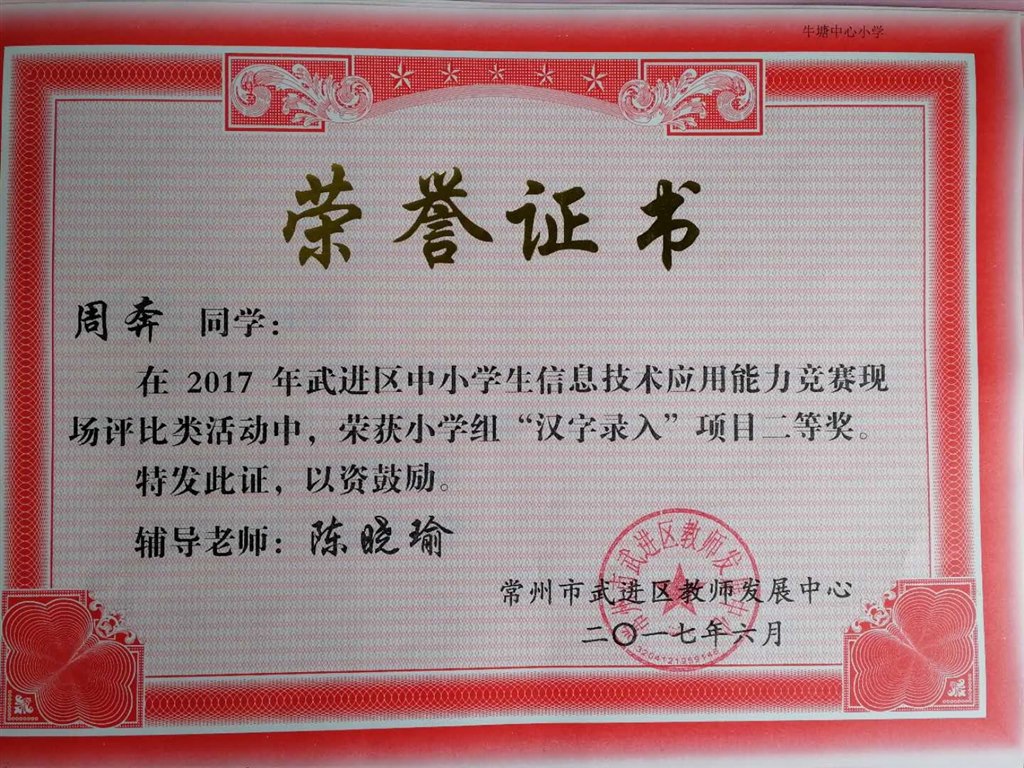 牛塘中心小学
荣誉证书
周奔 同学：
在 2017 年武进区中小学生信息技术应用能力竞赛现
场评比类活动中，荣获小学组“汉字录入”项目二等奖。
特发此证，以资鼓励。
辅导老师：陈晓瑜
常州市武进区教师发展中心
二〇一七年六月